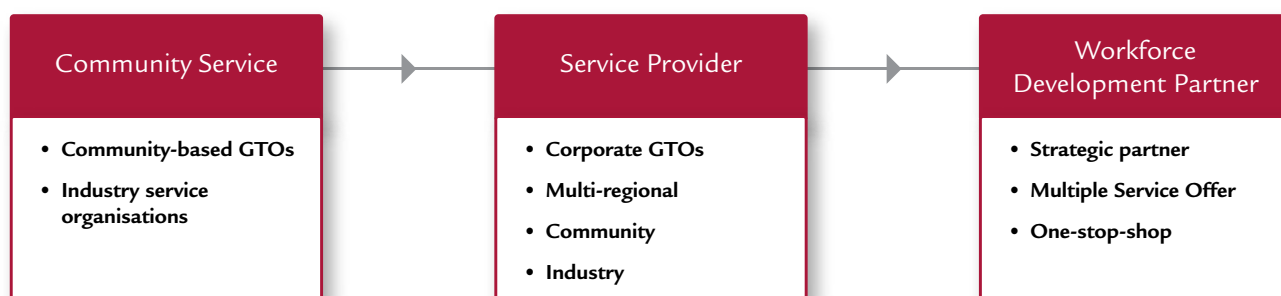 Community Service
• Community-based GTOs
• Industry service
organisations
Service Provider
• Corporate GTOs
• Multi-regional
• Community
• Industry
Workforce
Development Partner
• Strategic partner
• Multiple Service Offer
• One-stop-shop